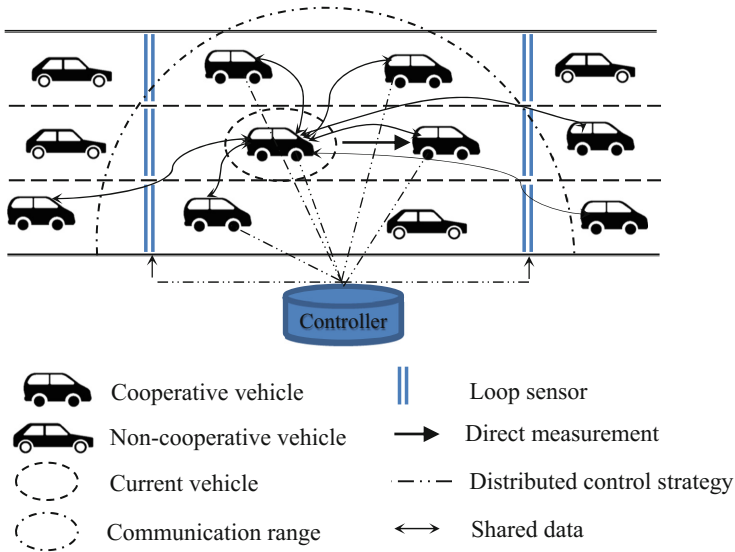 Controller
Cooperative vehicle
Loop sensor
Non-cooperative vehicle
Direct measurement
Current vehicle
Distributed control strategy
Communication range
Shared data